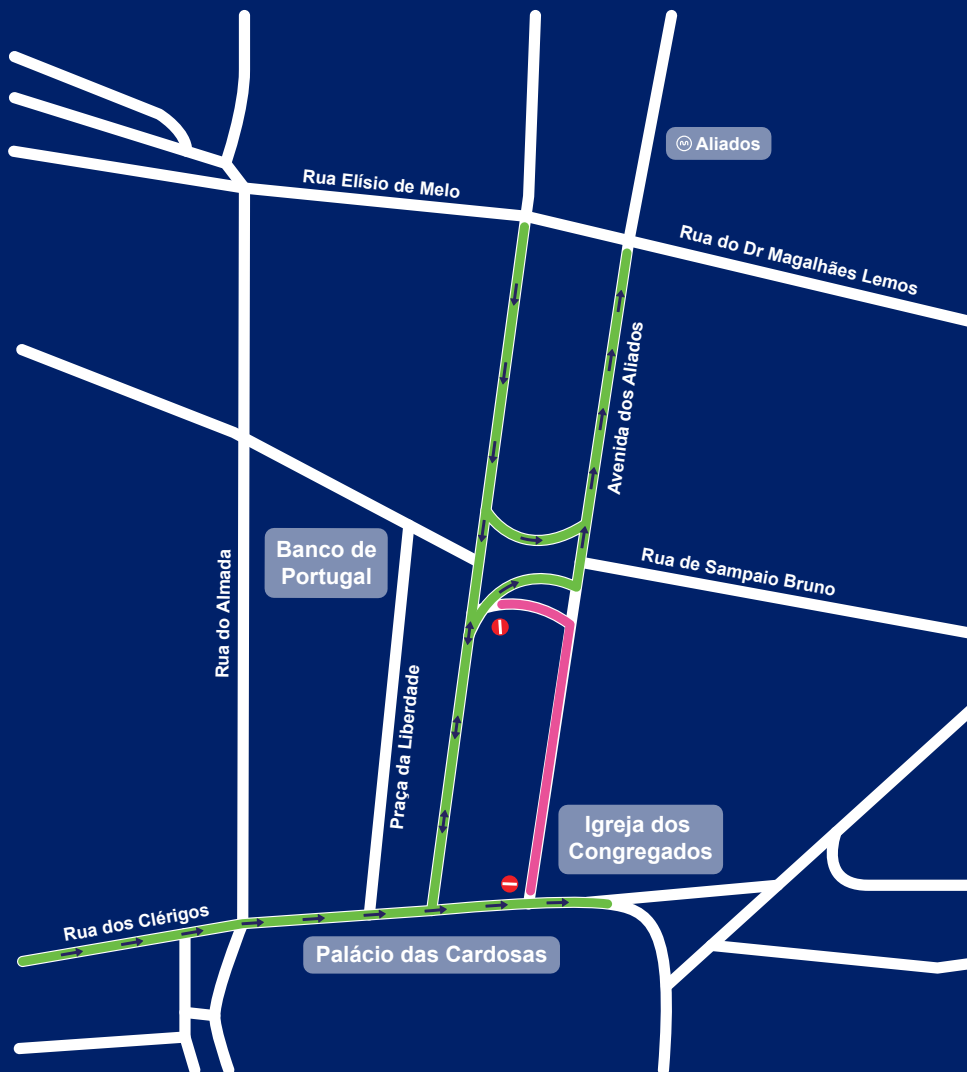 Aliados
Rua Elísio de Melo
Rua do Dr Magalhães Lemos
Avenida dos Aliados
Banco de
Portugal
Rua de Sampaio Bruno
Rua do Almada
Praça da Liberdade
Igreja dos
Congregados
Rua dos Clérigos
Palácio das Cardosas